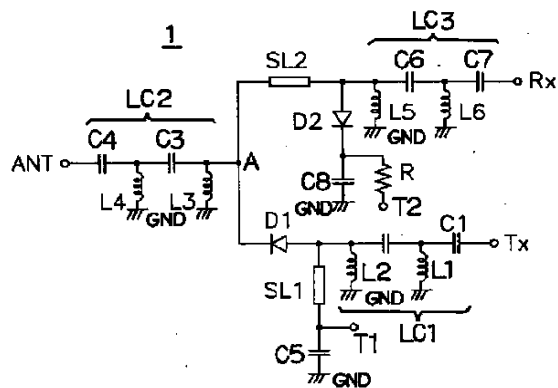 1
LC3
SL2
C6
C7
Rx
LC2
D2
L5
L6
GND
C4
C3
ANT
A
R
C8
L4
L3
GND
GND
T2
D1
C1
Tx
L2
L1
SL1
GND
T1
LC1
C5
GND